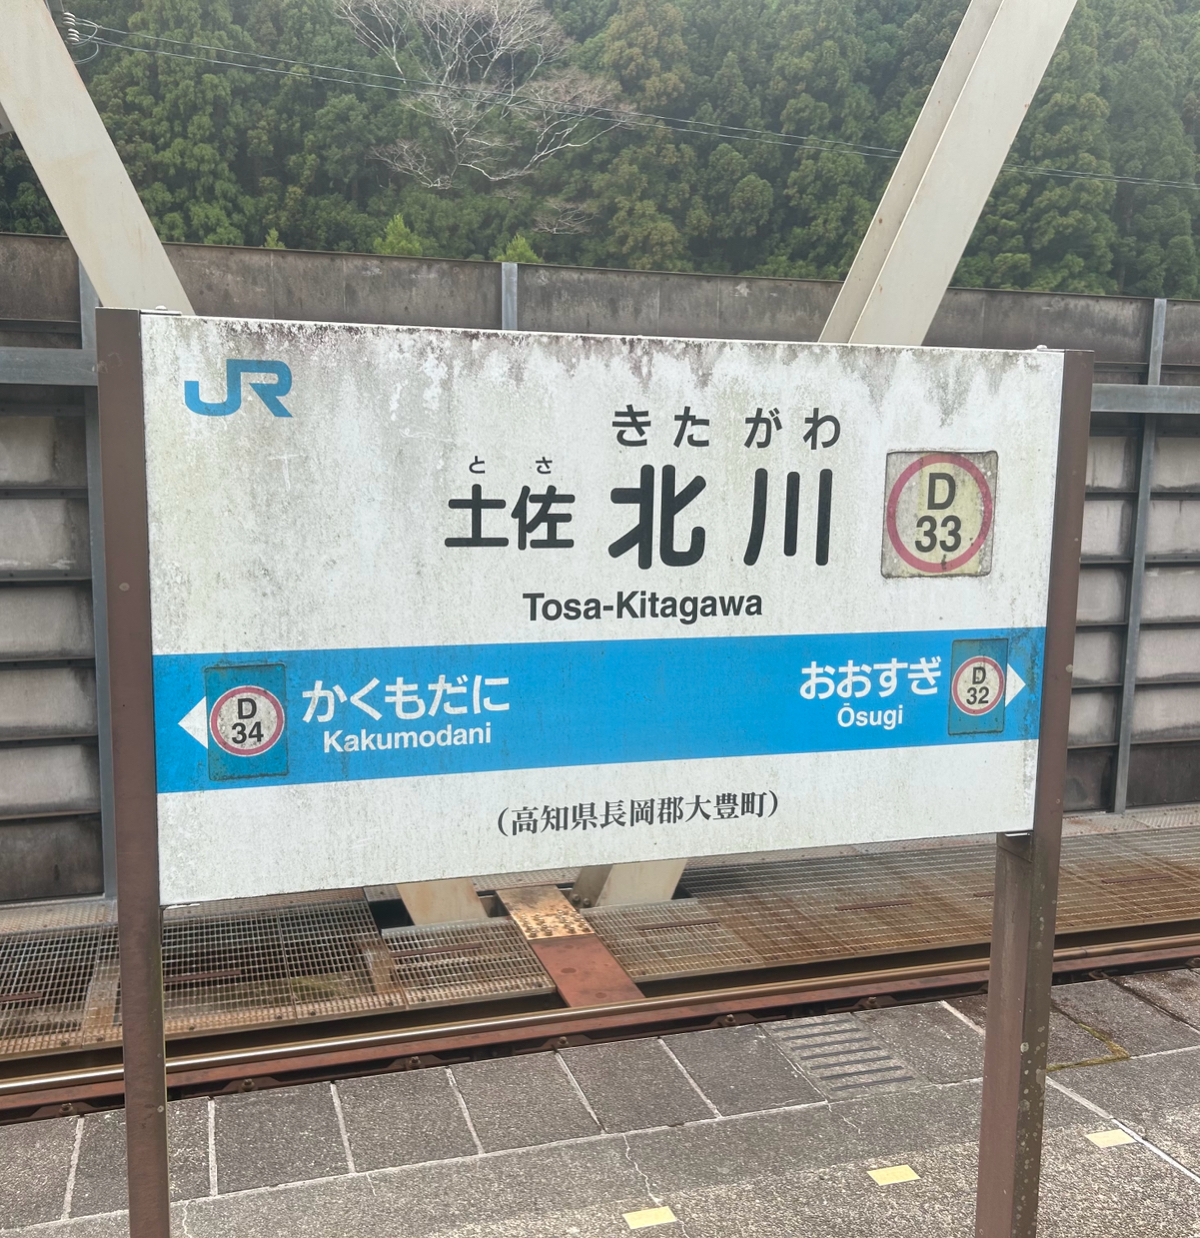 JR
きたがわ
とさ
土佐 北川
D
33
Tosa-Kitagawa
D
34
かくもだに
Kakumodani
おおすぎ
Ōsugi
D
32
(高知県長岡郡大豊町)